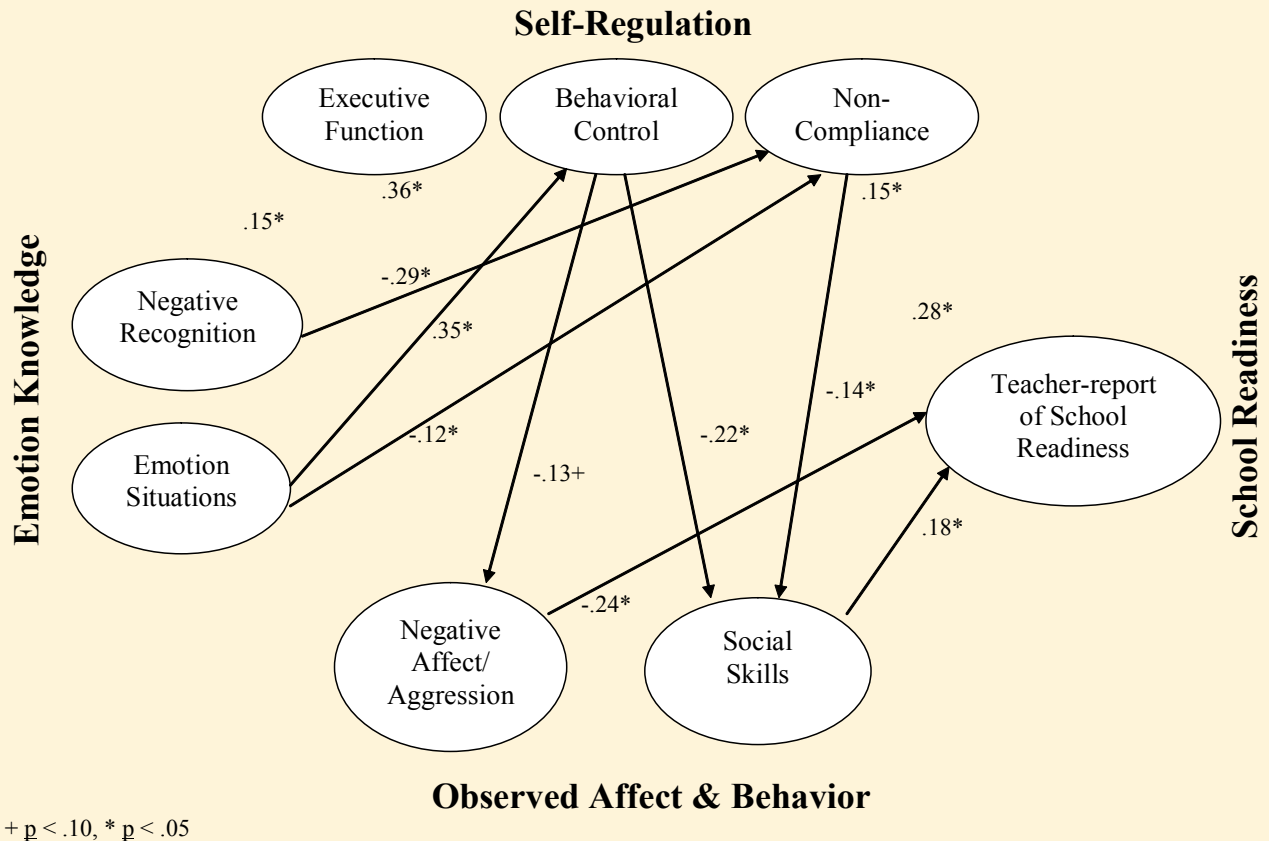 Self-Regulation
Executive
Function
Behavioral
Control
Non-
Compliance
.36*
.15*
.15*
Emotion Knowledge
Negative
Recognition
-.29*
.35*
.28*
School Readiness
Teacher-report
of School
Readiness
-.14*
Emotion
Situations
-.12*
-.22*
-.13+
.18*
-.24*
Negative
Affect/
Aggression
Social
Skills
Observed Affect & Behavior
+ p < .10, * p < .05